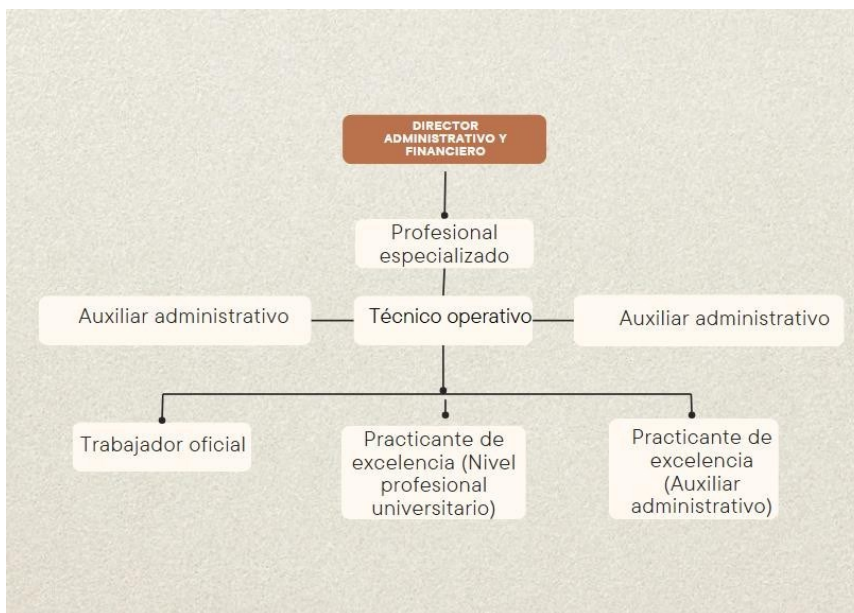 DIRECTOR
ADMINISTRATIVO Y
FINANCIERO
Profesional
especializado
Auxiliar administrativo
Técnico operativo
Auxiliar administrativo
Trabajador oficial
Practicante de
excelencia (Nivel
profesional
universitario)
Practicante de
excelencia
(Auxiliar
administrativo)